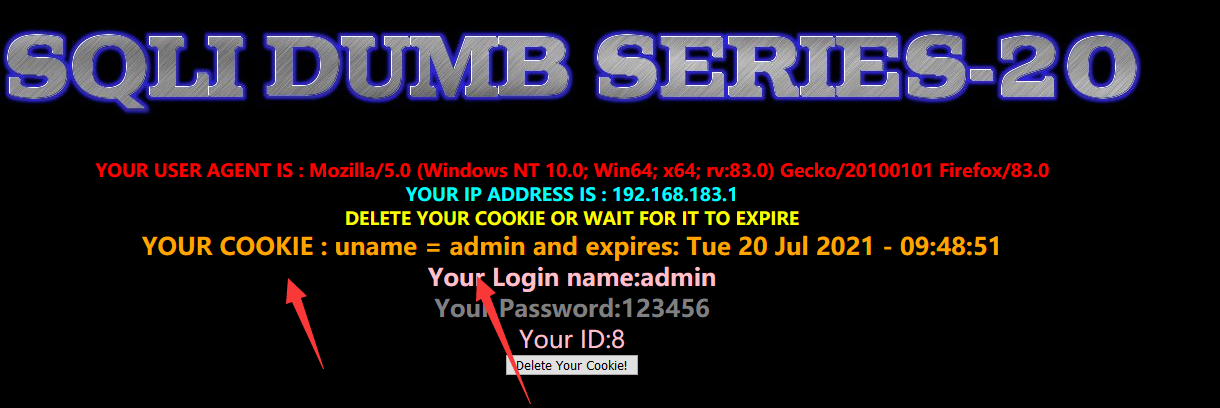 SQLI DUMB SERIES-20
YOUR USER AGENT IS : Mozilla/5.0 (Windows NT 10.0; Win64; x64; rv:83.0) Gecko/20100101 Firefox/83.0
YOUR IP ADDRESS IS : 192.168.183.1
DELETE YOUR COOKIE OR WAIT FOR IT TO EXPIRE
YOUR COOKIE : uname = admin and expires: Tue 20 Jul 2021 - 09:48:51
Your Login name:admin
Your Password:123456
Your ID:8
Delete Your Cookie!